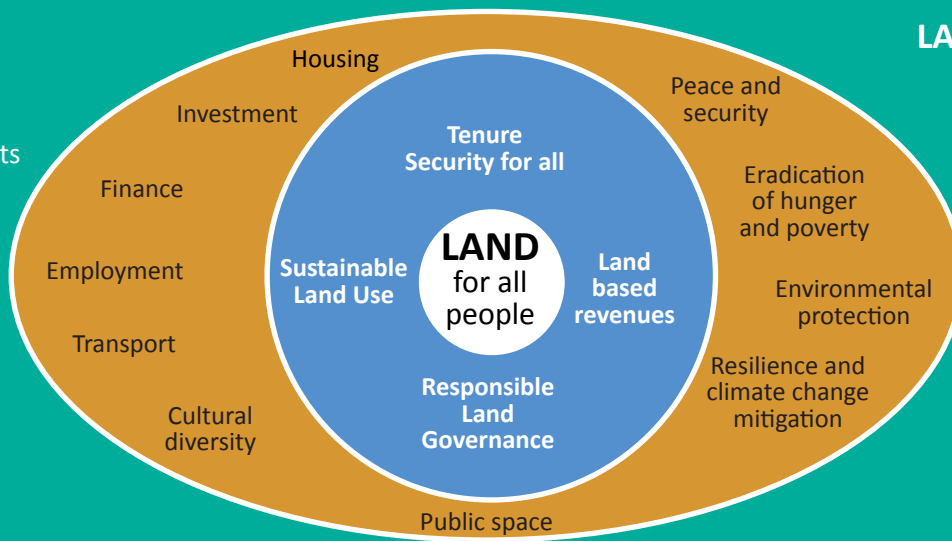 Housing
Investment
Finance
Employment
Transport
Cultural
diversity
Public space
Peace and
security
Eradication
of hunger
and poverty
Environmental
protection
Resilience and
climate change
mitigation
Tenure
Security for all
Sustainable
Land Use
LAND
for all
people
Land
based
revenues
Responsible
Land
Governance